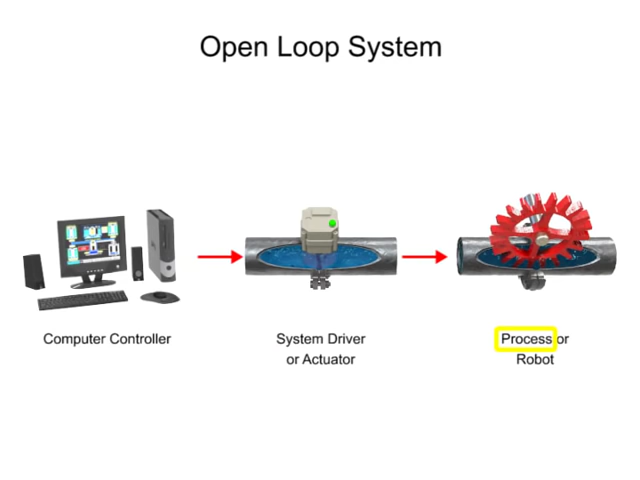 Open Loop System
Computer Controller
System Driver
or Actuator
Process or
Robot